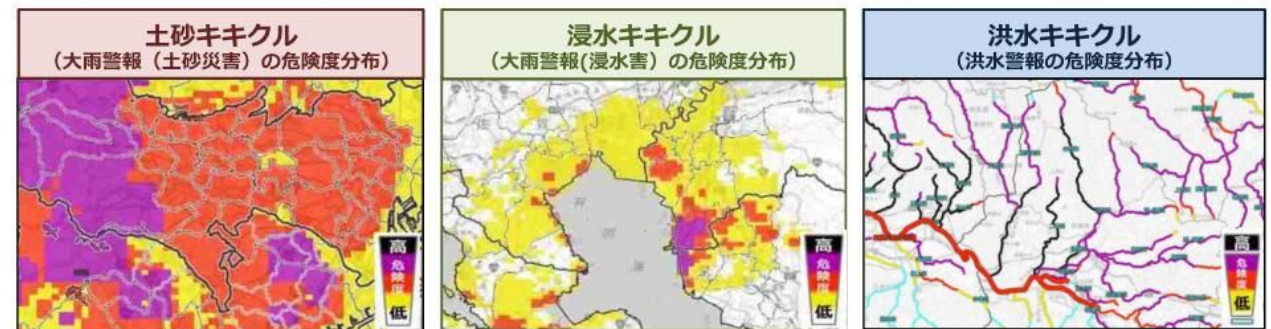 土砂キキクル
（大雨警報（土砂災害）の危険度分布）
高
危険度
低
浸水キキクル
（大雨警報(浸水害）の危険度分布）
高
危険度
低
洪水キキクル
（洪水警報の危険度分布）
高
危険度
低